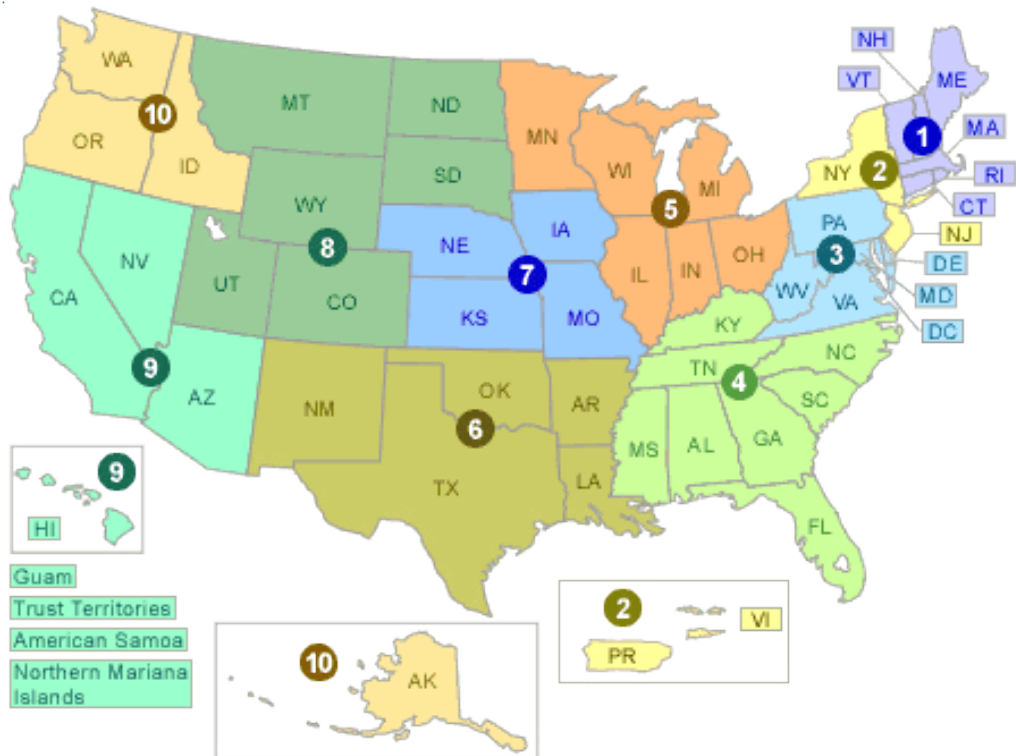 NH
VT
ME
WA
MT
ND
MN
10
1
MA
OR
ID
SD
WI
MI
NY
2
RI
WY
5
CT
PA
NJ
8
NE
IA
3
NV
7
OH
DE
UT
CO
IL
IN
WV
VA
MD
CA
KS
MO
KY
DC
9
TN
NC
4
AZ
OK
AR
SC
NM
6
MS
AL
GA
TX
LA
9
HI
FL
Guam
Trust Territories
American Samoa
Northern Mariana
Islands
2
VI
PR
10
AK